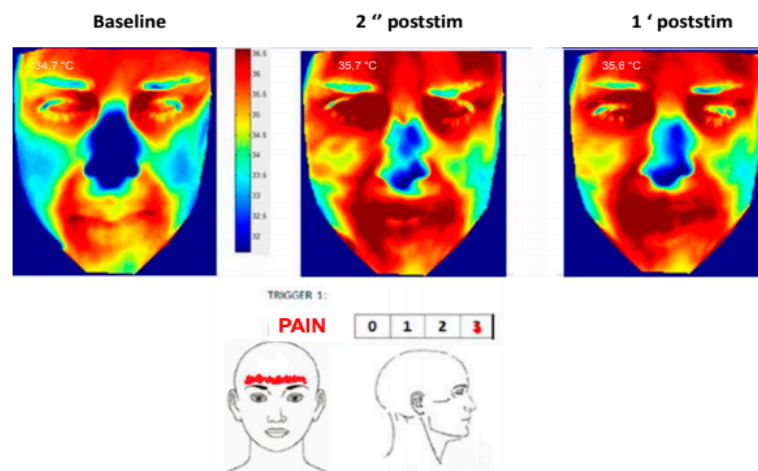 Baseline
2 ‘’ poststim
1 ‘ poststim
34,7 °C
35,7 °C
35,6 °C
36.5
36
35.5
35
34.5
34
33.5
33
32.5
32
TRIGGER 1:
PAIN
0 1 2 3